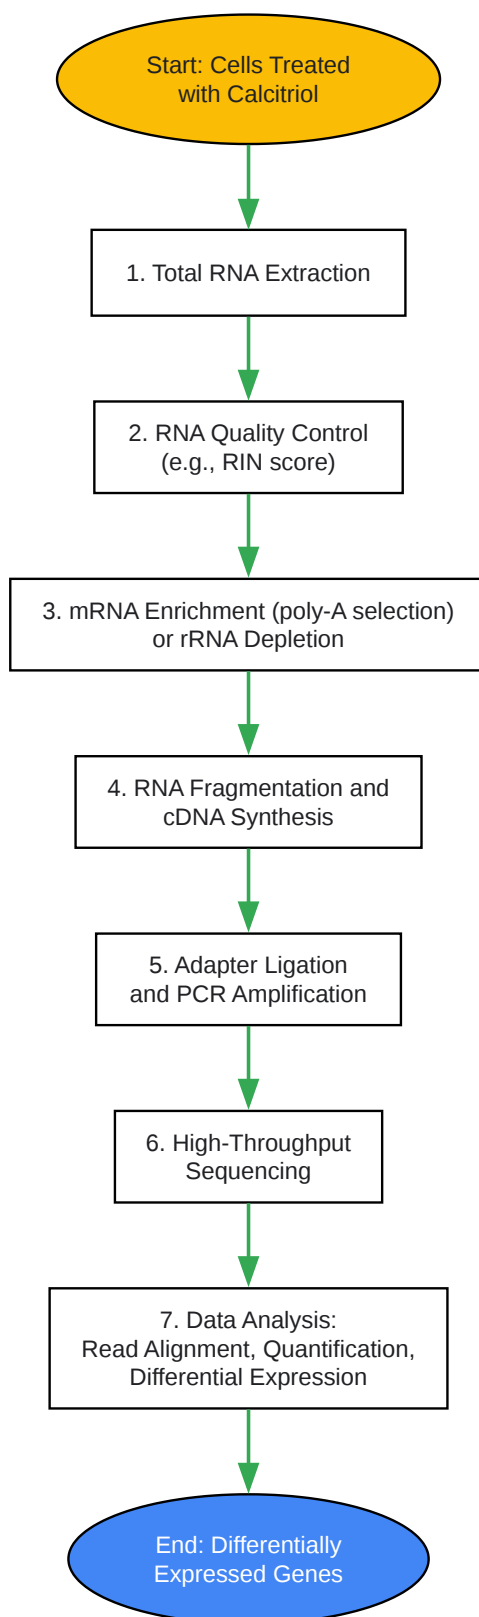 Start: Cells Treated
with Calcitriol
1. Total RNA Extraction
2. RNA Quality Control
(e.g., RIN score)
3. mRNA Enrichment (poly-A selection)
or rRNA Depletion
4. RNA Fragmentation and
cDNA Synthesis
5. Adapter Ligation
and PCR Amplification
6. High-Throughput
Sequencing
7. Data Analysis:
Read Alignment, Quantification,
Differential Expression
End: Differentially
Expressed Genes